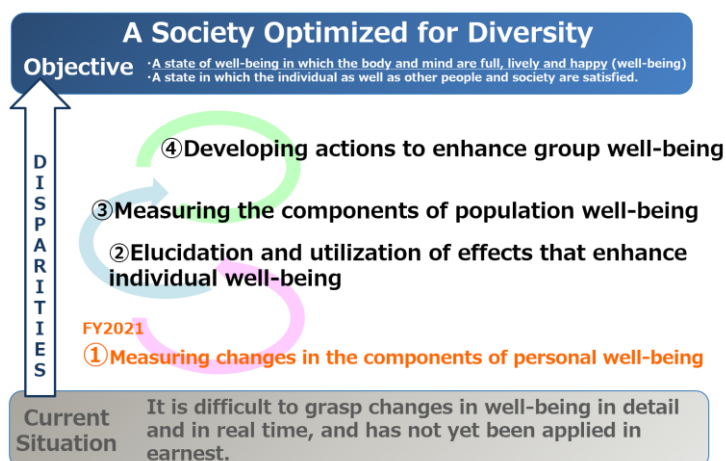 A Society Optimized for Diversity
Objective
・A state of well-being in which the body and mind are full, lively and happy (well-being)
・A state in which the individual as well as other people and society are satisfied.
DISPARITIES
④Developing actions to enhance group well-being
③Measuring the components of population well-being
②Elucidation and utilization of effects that enhance
individual well-being
FY2021
①Measuring changes in the components of personal well-being
Current
Situation
It is difficult to grasp changes in well-being in detail
and in real time, and has not yet been applied in
earnest.